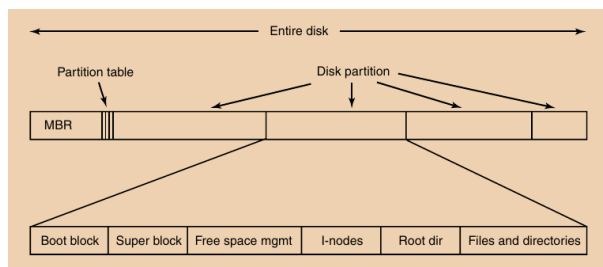 Entire disk
Partition table
Disk partition
MBR
Boot block
Super block
Free space mgmt
I-nodes
Root dir
Files and directories